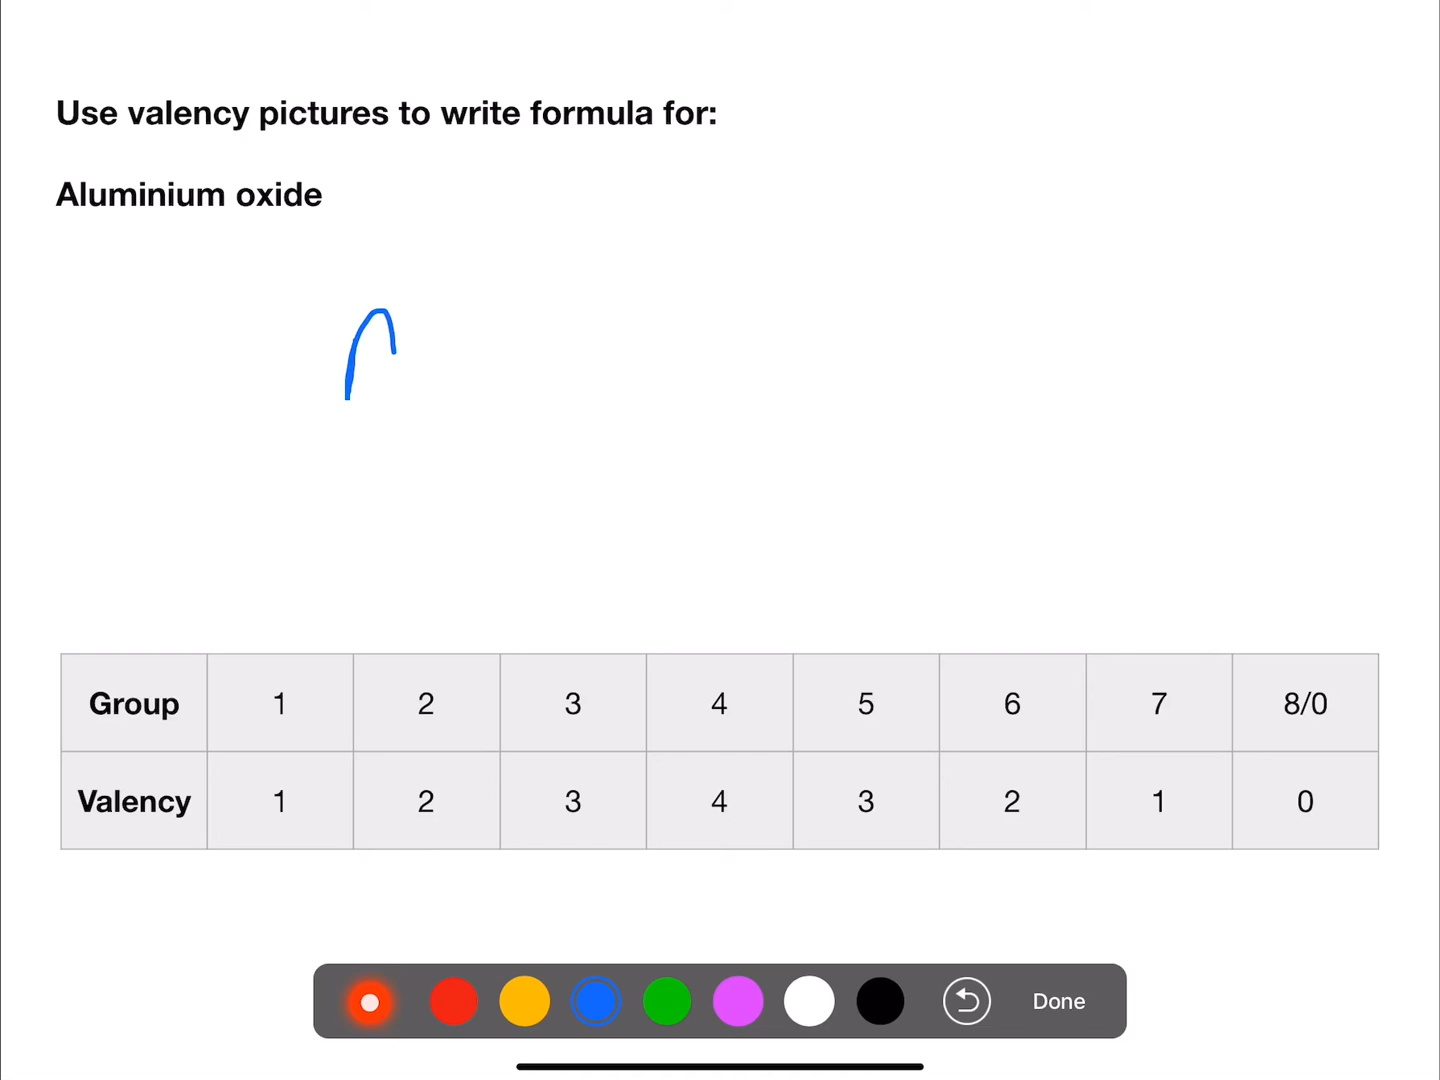 Use valency pictures to write formula for:
Aluminium oxide
Group 1 2 3 4 5 6 7 8/0
Valency 1 2 3 4 3 2 1 0
Done